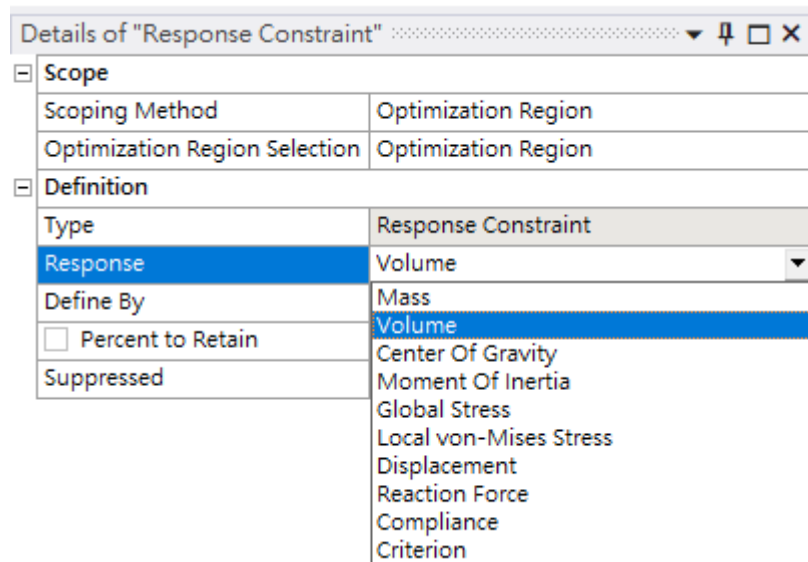 Details of "Response Constraint"
Scope
Scoping Method Optimization Region
Optimization Region Selection Optimization Region
Definition
Type Response Constraint
Response Volume
Define By Mass
Percent to Retain Volume
Center Of Gravity
Suppressed Moment Of Inertia
Global Stress
Local von-Mises Stress
Displacement
Reaction Force
Compliance
Criterion